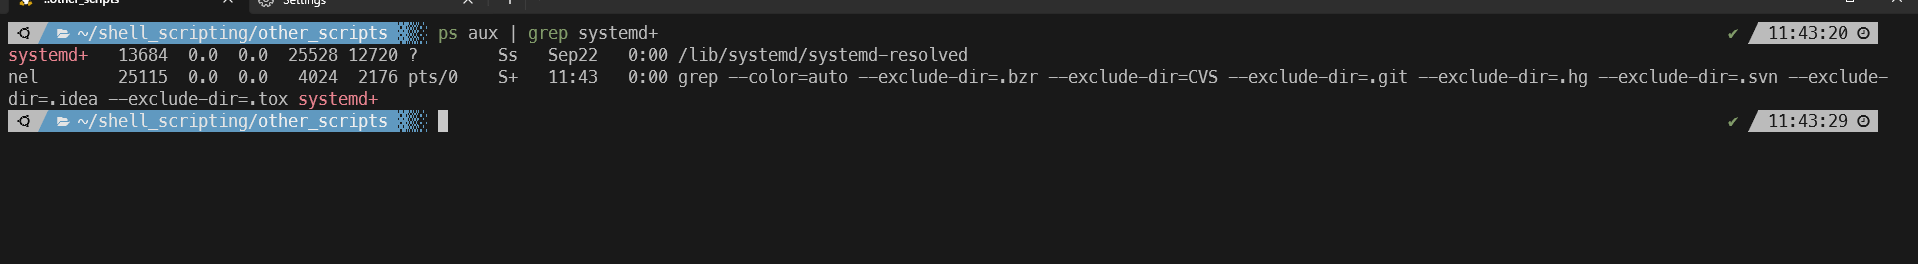 ..other_scripts
Settings
~/shell_scripting/other_scripts ps aux | grep systemd+ ✔ 11:43:20
systemd+ 13684 0.0 0.0 25528 12720 ? Ss Sep22 0:00 /lib/systemd/systemd-resolved
nel 25115 0.0 0.0 4024 2176 pts/0 S+ 11:43 0:00 grep --color=auto --exclude-dir=.bzr --exclude-dir=CVS --exclude-dir=.git --exclude-dir=.hg --exclude-dir=.svn --exclude-
dir=.idea --exclude-dir=.tox systemd+
~/shell_scripting/other_scripts ✔ 11:43:29